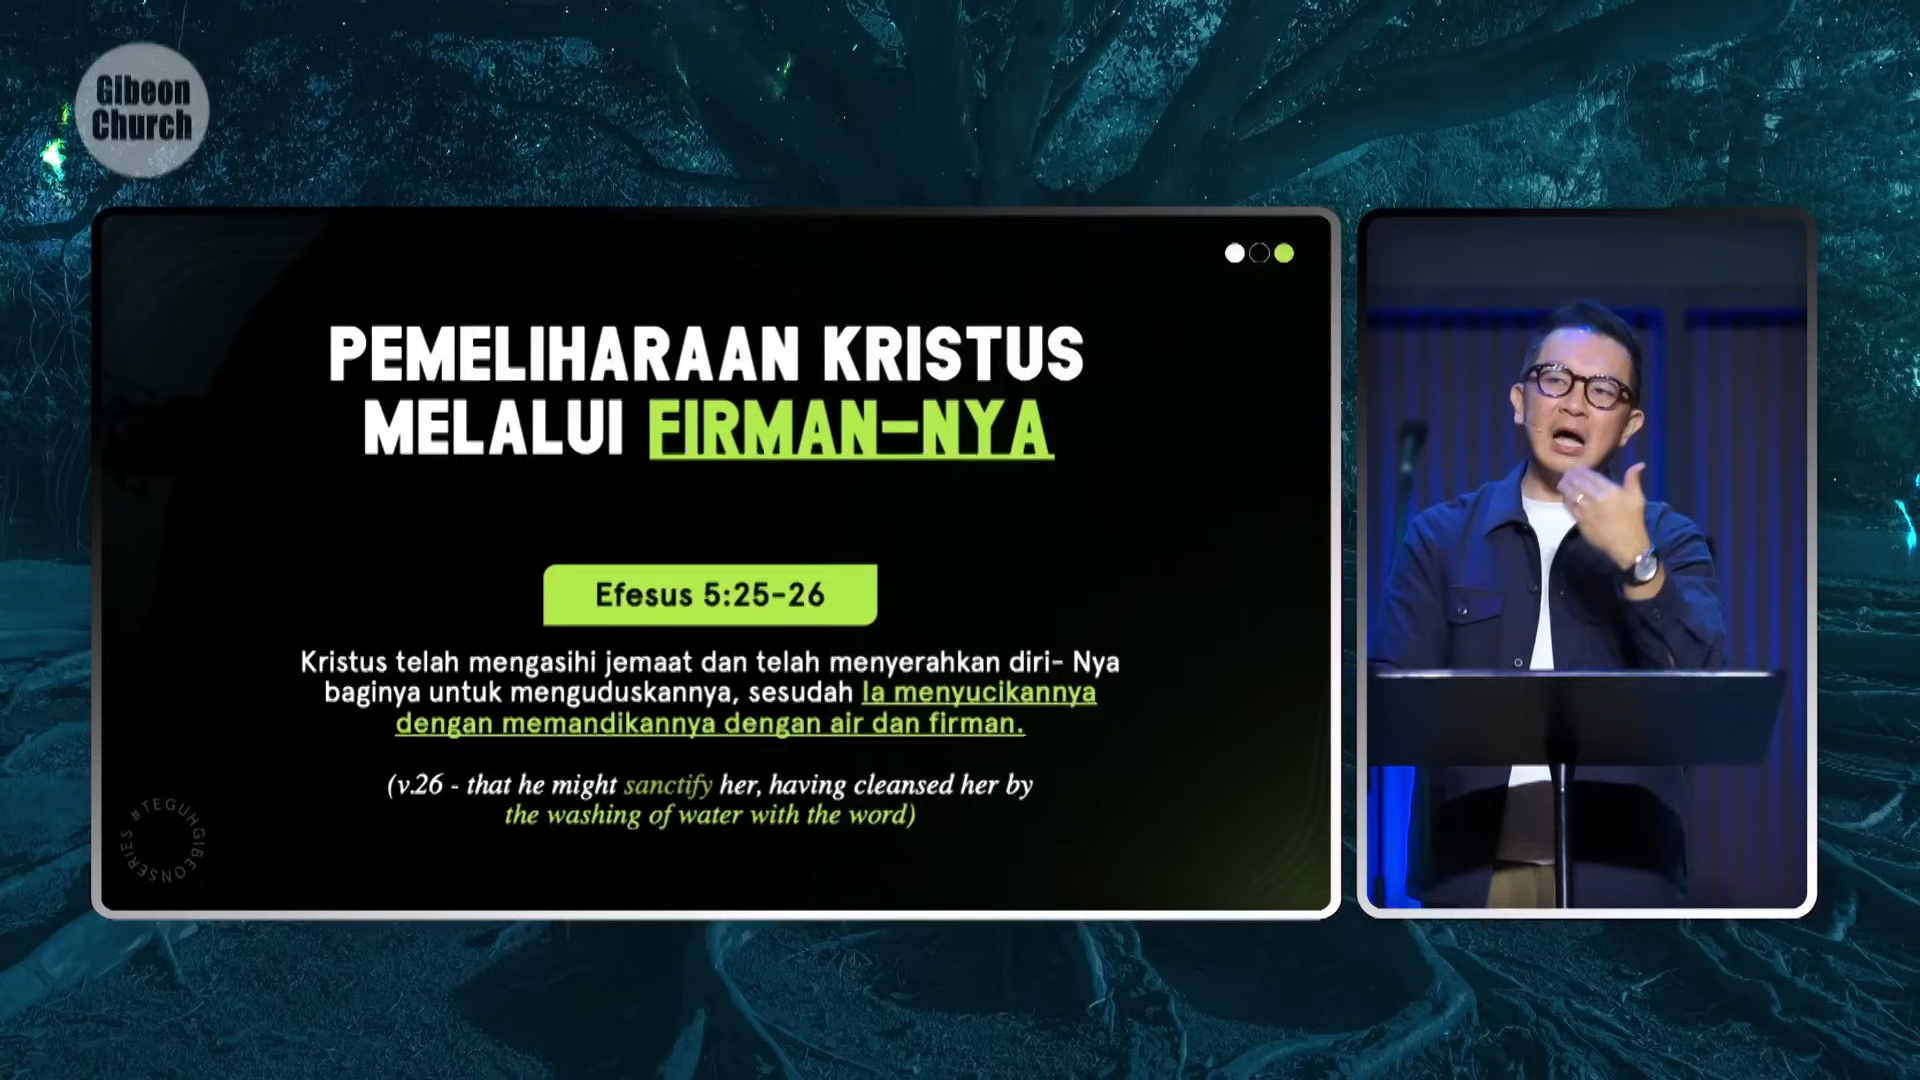 Gibeon
Church
PEMELIHARAAN KRISTUS
MELALUI FIRMAN-NYA
Efesus 5:25-26
Kristus telah mengasihi jemaat dan telah menyerahkan diri- Nya
baginya untuk menguduskannya, sesudah Ia menyucikannya
dengan memandikannya dengan air dan firman.
(v.26 - that he might sanctify her, having cleansed her by
the washing of water with the word)
#TEGUHGIBEONSERIES